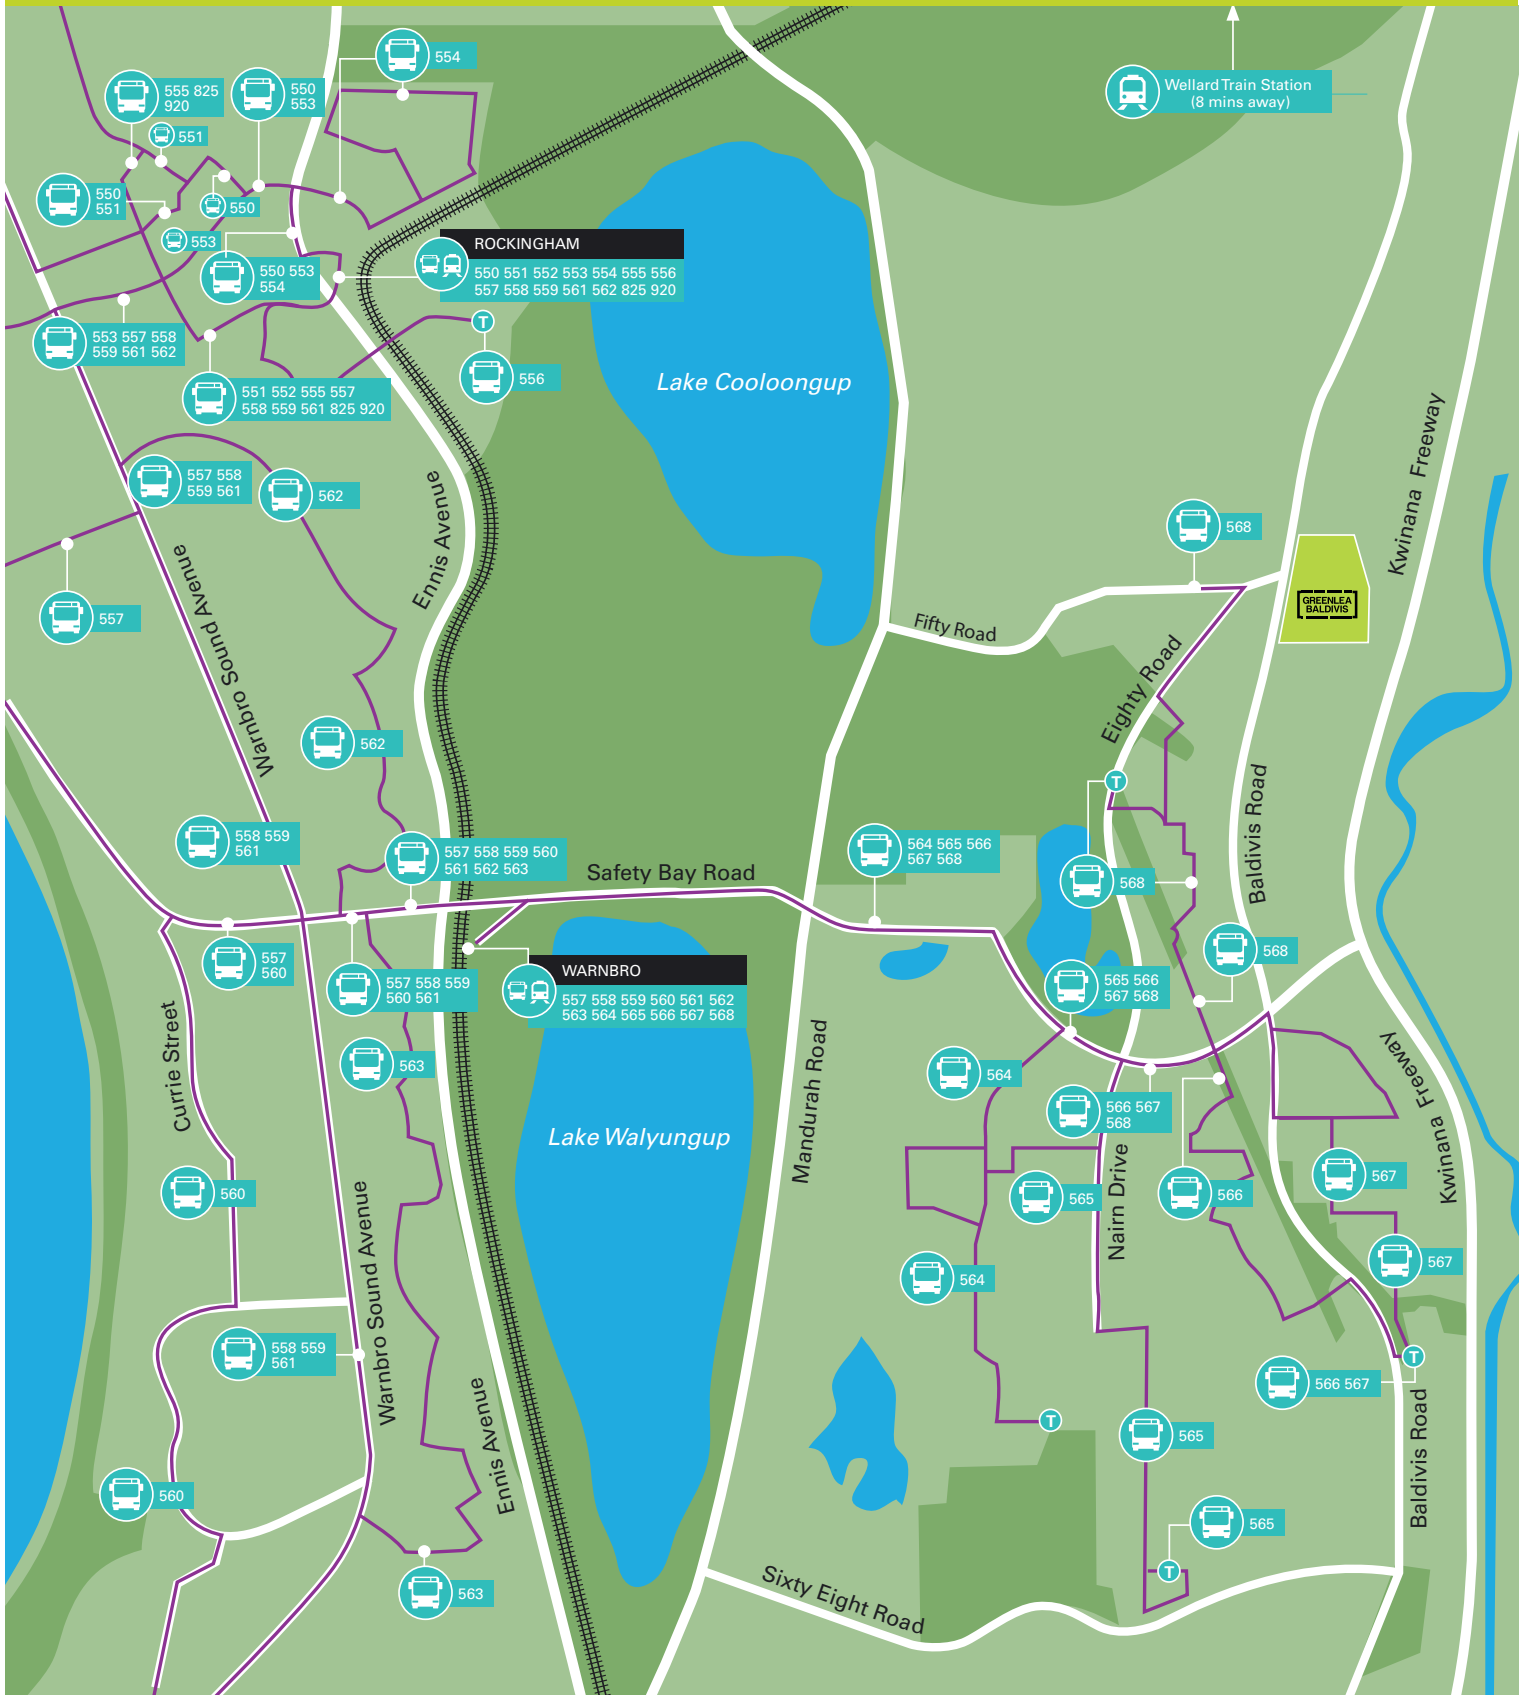 554
555 825
920
550
553
Wellard Train Station
(8 mins away)
551
550
551
550
553
ROCKINGHAM
550 551 552 553 554 555 556
557 558 559 561 562 825 920
550 553
554
T
553 557 558
559 561 562
556
Lake Cooloongup
551 552 555 557
558 559 561 825 920
Kwinana Freeway
557 558
559 561
562
Ennis Avenue
568
557
Warnbro Sound Avenue
GREENLEA
BALDIVIS
Fifty Road
Eighty Road
562
T
Baldivis Road
558 559
561
557 558 559 560
561 562 563
Safety Bay Road
564 565 566
567 568
568
557
560
568
WARNBRO
557 558 559 560 561 562
563 564 565 566 567 568
557 558 559
560 561
565 566
567 568
Currie Street
563
Mandurah Road
564
Kwinana Freeway
566 567
568
Lake Walyungup
Nairn Drive
560
565
566
567
Warnbro Sound Avenue
564
567
558 559
561
T
566 567
Ennis Avenue
T
565
Baldivis Road
560
565
T
563
Sixty Eight Road